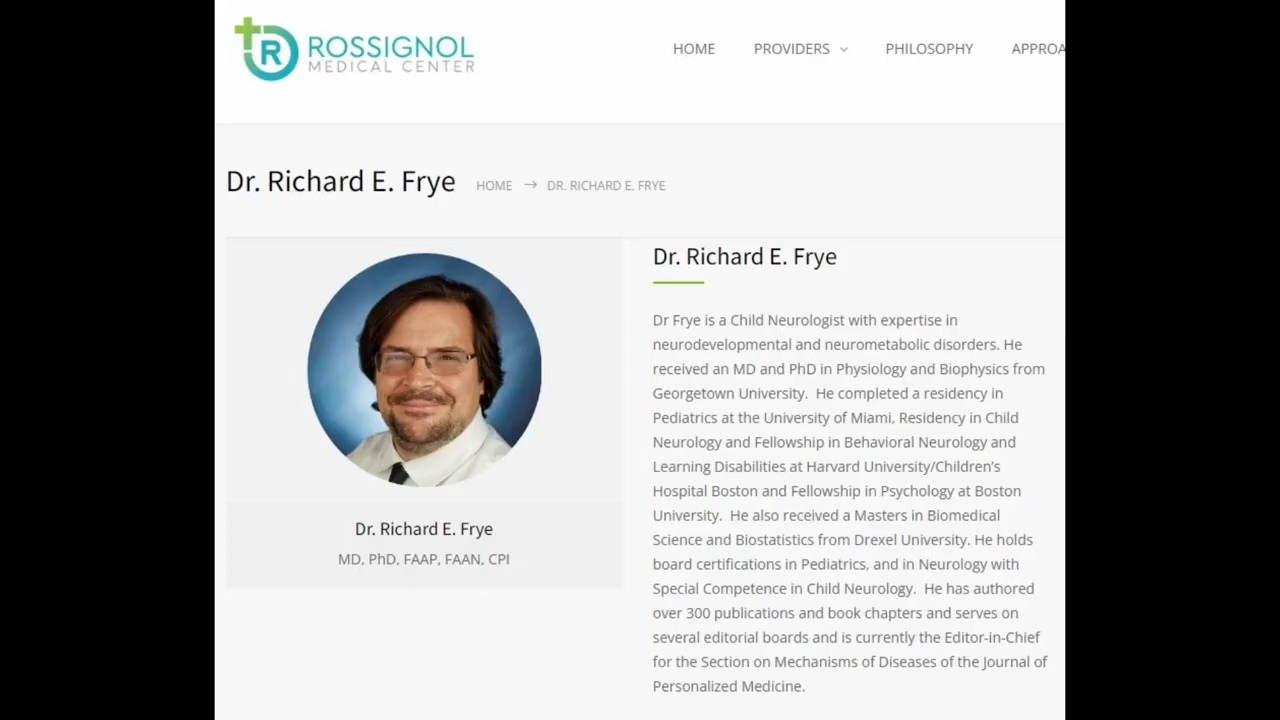 ROSSIGNOL
MEDICAL CENTER
R
HOME PROVIDERS PHILOSOPHY APPROA
Dr. Richard E. Frye HOME → DR. RICHARD E. FRYE
Dr. Richard E. Frye
MD, PhD, FAAP, FAAN, CPI
Dr. Richard E. Frye
Dr Frye is a Child Neurologist with expertise in
neurodevelopmental and neurometabolic disorders. He
received an MD and PhD in Physiology and Biophysics from
Georgetown University. He completed a residency in
Pediatrics at the University of Miami, Residency in Child
Neurology and Fellowship in Behavioral Neurology and
Learning Disabilities at Harvard University/Children’s
Hospital Boston and Fellowship in Psychology at Boston
University. He also received a Masters in Biomedical
Science and Biostatistics from Drexel University. He holds
board certifications in Pediatrics, and in Neurology with
Special Competence in Child Neurology. He has authored
over 300 publications and book chapters and serves on
several editorial boards and is currently the Editor-in-Chief
for the Section on Mechanisms of Diseases of the Journal of
Personalized Medicine.